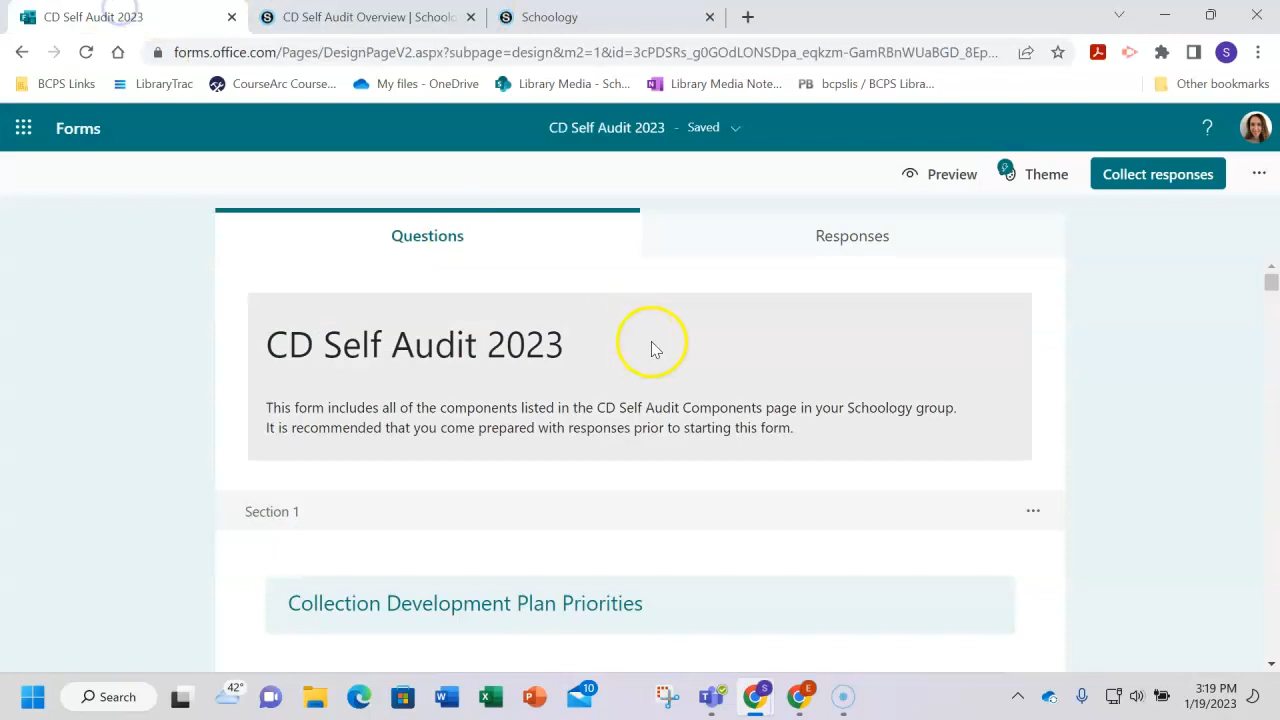 CD Self Audit 2023
CD Self Audit Overview | Schoolo
Schoology
forms.office.com/Pages/DesignPageV2.aspx?subpage=design&m2=1&id=3cPDSRs_g0GOdLONSDpa_eqkzm-GamRBnWUaBGD_8Ep...
S
BCPS Links
LibraryTrac
CourseArc Course...
My files - OneDrive
Library Media - Sch...
Library Media Note...
PB bcpslis / BCPS Libra...
Other bookmarks
Forms
CD Self Audit 2023 - Saved
?
Preview
Theme
Collect responses
Questions
Responses
CD Self Audit 2023
This form includes all of the components listed in the CD Self Audit Components page in your Schoology group.
It is recommended that you come prepared with responses prior to starting this form.
Section 1
Collection Development Plan Priorities
Search
42°
10
3:19 PM
1/19/2023